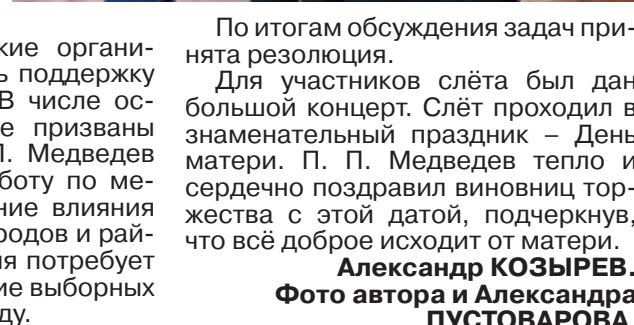 кие органи-
ь поддержку
В числе ос-
е призваны
П. Медведев
боту по ме-
ние влияния
родов и рай-
ия потребует
ие выборных
ду.
По итогам обсуждения задач при-
нята резолюция.
Для участников слёта был дан
большой концерт. Слёт проходил в
знаменательный праздник – День
матери. П. П. Медведев тепло и
сердечно поздравил виновниц тор-
жества с этой датой, подчеркнув,
что всё доброе исходит от матери.
Александр КОЗЫРЕВ.
Фото автора и Александра
ПУСТОВАРОВА.